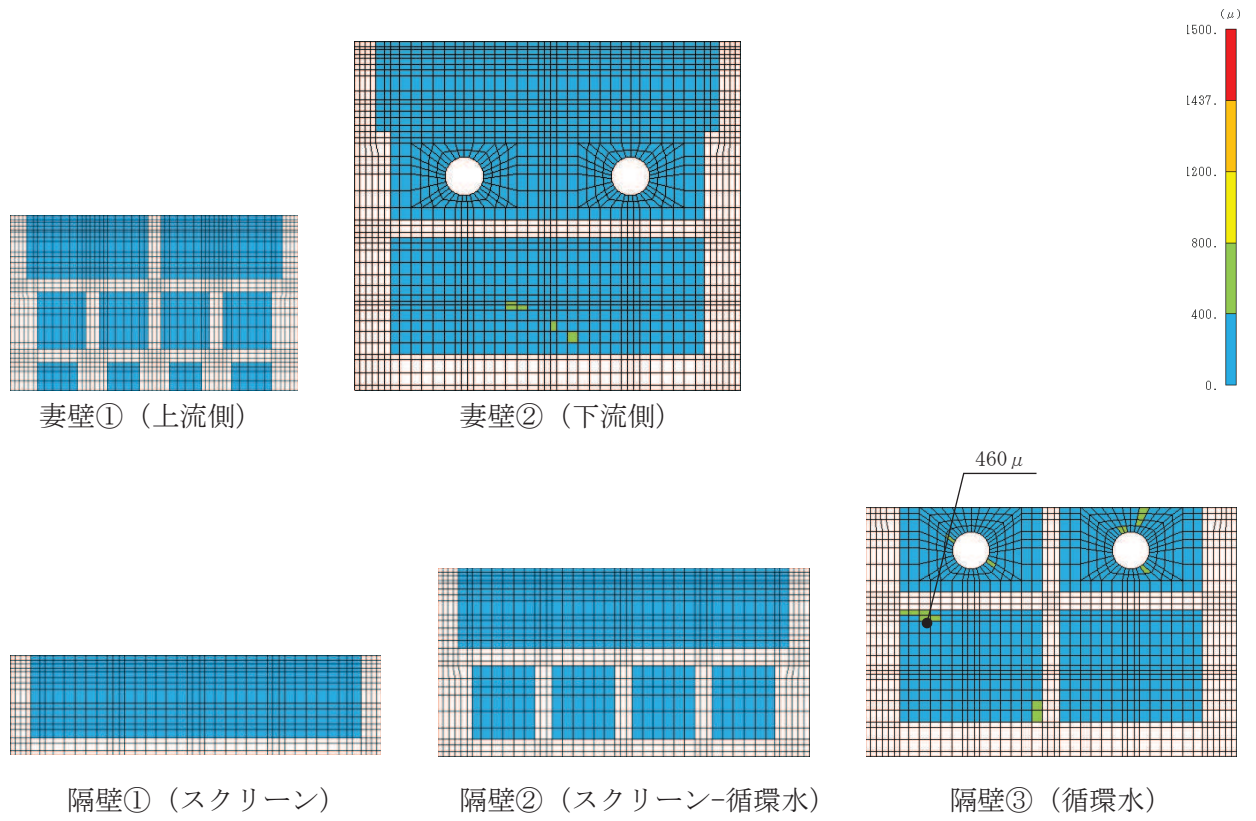 (μ)
1500.
1437.
1200.
800.
400.
0.
妻壁①（上流側）
妻壁②（下流側）
460μ
隔壁①（スクリーン）
隔壁②（スクリーン-循環水）
隔壁③（循環水）